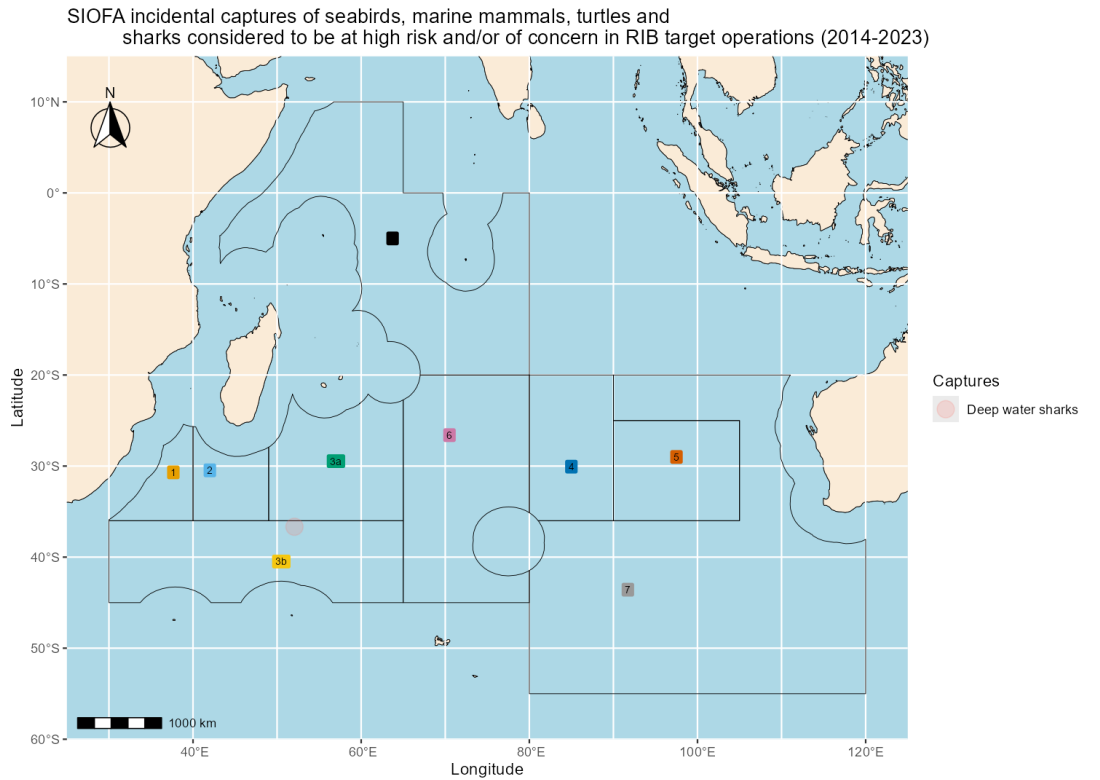 SIOFA incidental captures of seabirds, marine mammals, turtles and
sharks considered to be at high risk and/or of concern in RIB target operations (2014-2023)
N
10°N
0°
10°S
20°S
30°S
40°S
50°S
60°S
Latitude
1
2
3a
3b
6
4
5
7
1000 km
40°E
60°E
80°E
100°E
120°E
Longitude
Captures
Deep water sharks